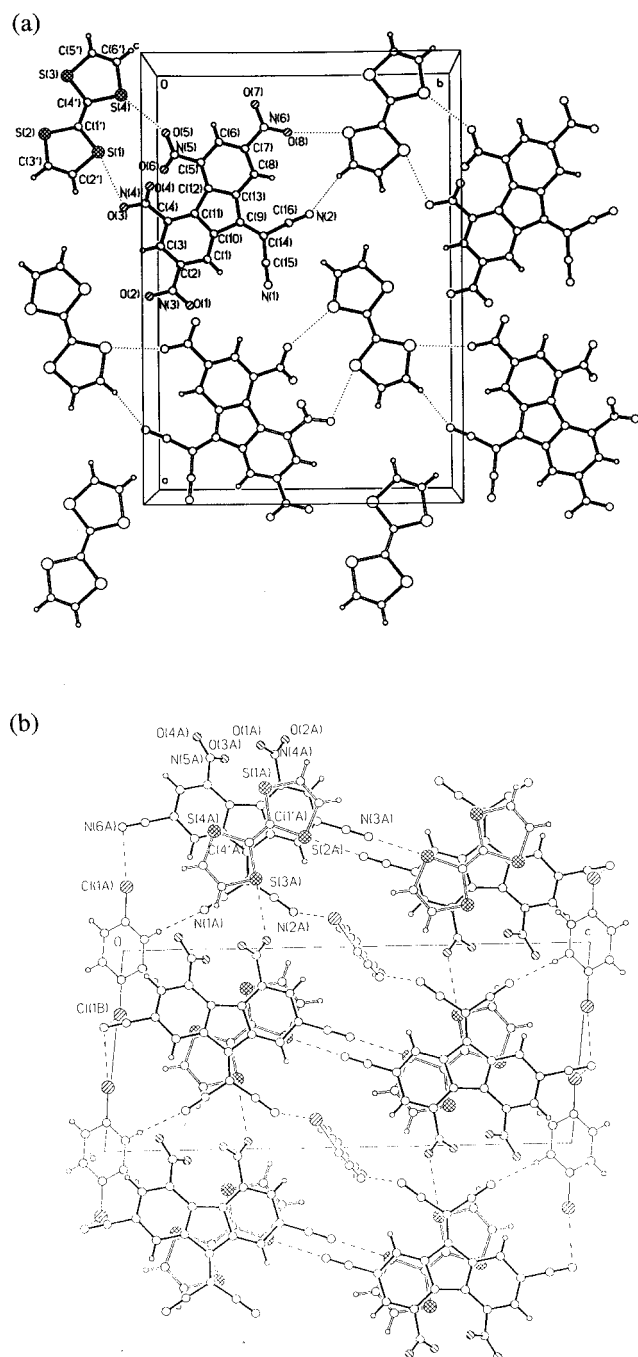 (a)
C(5') C(6') c
S(3) S(4)
C(4')
S(2) C(1')
S(1)
C(3') C(2')
O b
O(7)
N(6)
O(8)
O(5) C(6)
N(5) C(7)
O(6) C(5) C(8)
O(4) C(12)
N(4) C(13)
C(4) C(11) C(9) C(16)
O(3) N(2)
C(3) C(10) C(14)
C(1) C(15)
C(2)
O(2) N(3) O(1) N(1)
a
(b)
O(4A) O(1A) O(2A)
O(3A) N(4A)
N(5A)
S(1A)
N(6A) S(4A) C(1'A) N(3A)
C(4'A) S(2A)
S(3A)
Cl(1A)
N(1A) N(2A)
O c
Cl(1B)
a